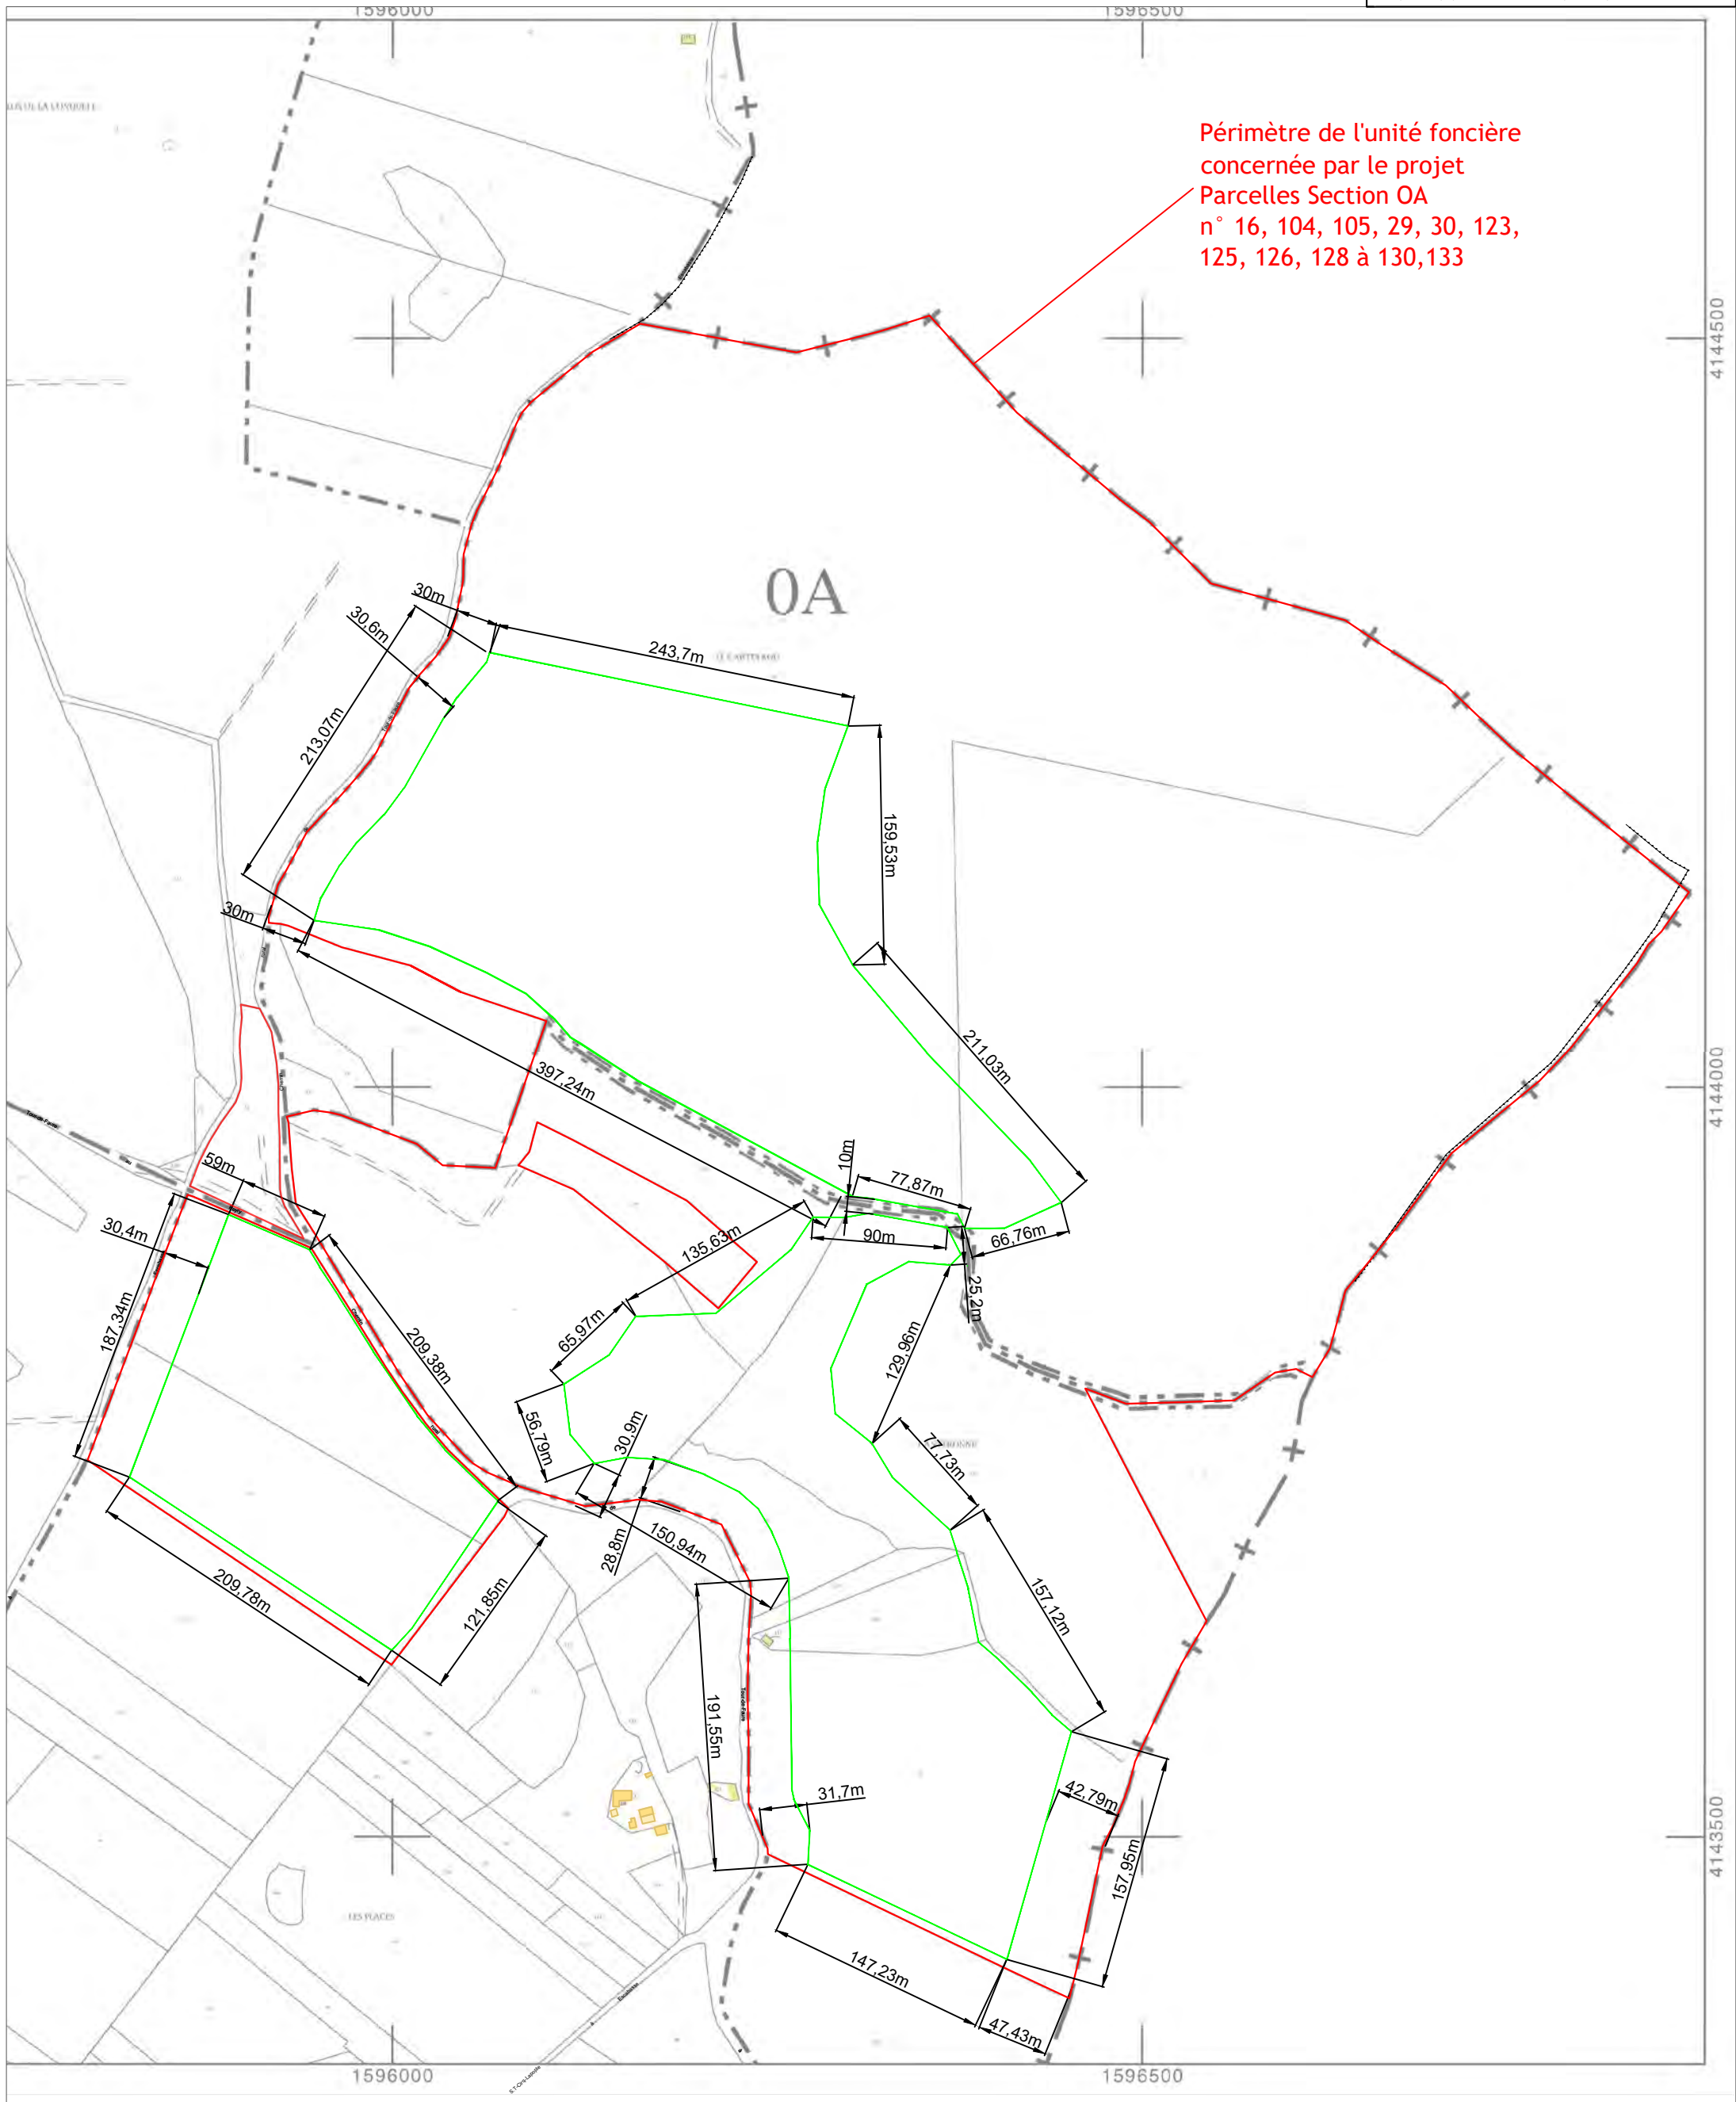 1596000
1596500
Périmètre de l'unité foncière
concernée par le projet
Parcelles Section OA
n° 16, 104, 105, 29, 30, 123,
125, 126, 128 à 130,133
4144500
0A
30m
30,6m
243,7m
213,07m
159,53m
30m
211,03m
397,24m
4144000
10m
77,87m
59m
30,4m
135,63m
90m
66,76m
25,2m
187,34m
209,38m
65,97m
129,96m
56,79m
30,9m
77,73m
28,8m
150,94m
209,78m
121,85m
157,12m
191,55m
31,7m
42,79m
4143500
157,95m
LES PLACES
147,23m
47,43m
1596000
1596500